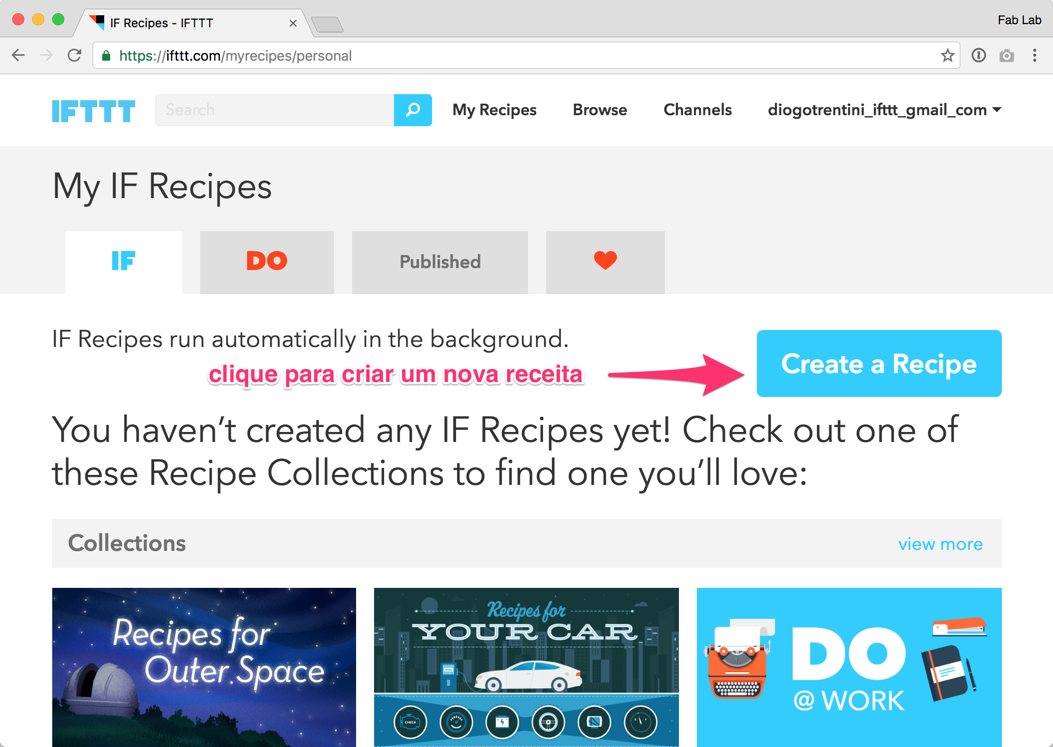 IF Recipes - IFTTT
Fab Lab
https://ifttt.com/myrecipes/personal
IFTTT
Search
My Recipes
Browse
Channels
diogotrentini_ifttt_gmail_com
My IF Recipes
IF
DO
Published
IF Recipes run automatically in the background.
clique para criar um nova receita
Create a Recipe
You haven't created any IF Recipes yet! Check out one of
these Recipe Collections to find one you'll love:
Collections
view more
Recipes for
Outer Space
Recipes for
YOUR CAR
DO
@ WORK